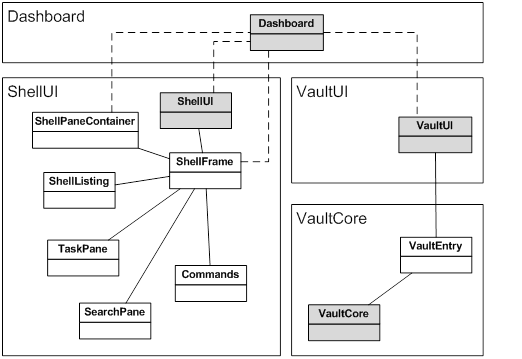 Dashboard
Dashboard
ShellUI
ShellUI
ShellPaneContainer
ShellFrame
ShellListing
TaskPane
Commands
SearchPane
VaultUI
VaultUI
VaultCore
VaultEntry
VaultCore